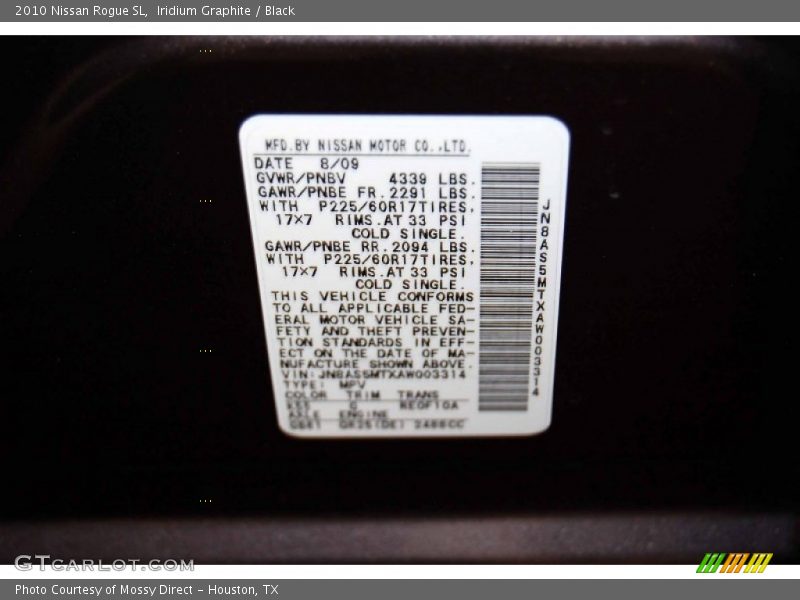 2010 Nissan Rogue SL, Iridium Graphite / Black
MFD.BY NISSAN MOTOR CO.,LTD.
DATE 8/09
GVWR/PNBV 4339 LBS.
GAWR/PNBE FR.2291 LBS.
WITH P225/60R17TIRES,
17×7 RIMS.AT 33 PSI
COLD SINGLE.
GAWR/PNBE RR.2094 LBS.
WITH P225/60R17TIRES,
17×7 RIMS.AT 33 PSI
COLD SINGLE.
THIS VEHICLE CONFORMS
TO ALL APPLICABLE FED-
ERAL MOTOR VEHICLE SA-
FETY AND THEFT PREVEN-
TION STANDARDS IN EFF-
ECT ON THE DATE OF MA-
NUFACTURE SHOWN ABOVE.
VIN:JN8AS5MTXAW003314
TYPE: MPV
COLOR TRIM TRANS
G REOF10A
AXLE ENGINE
QR25(DE) 2488CC
JN8AS5MTXAW003314
GTCARLOT.COM
Photo Courtesy of Mossy Direct - Houston, TX